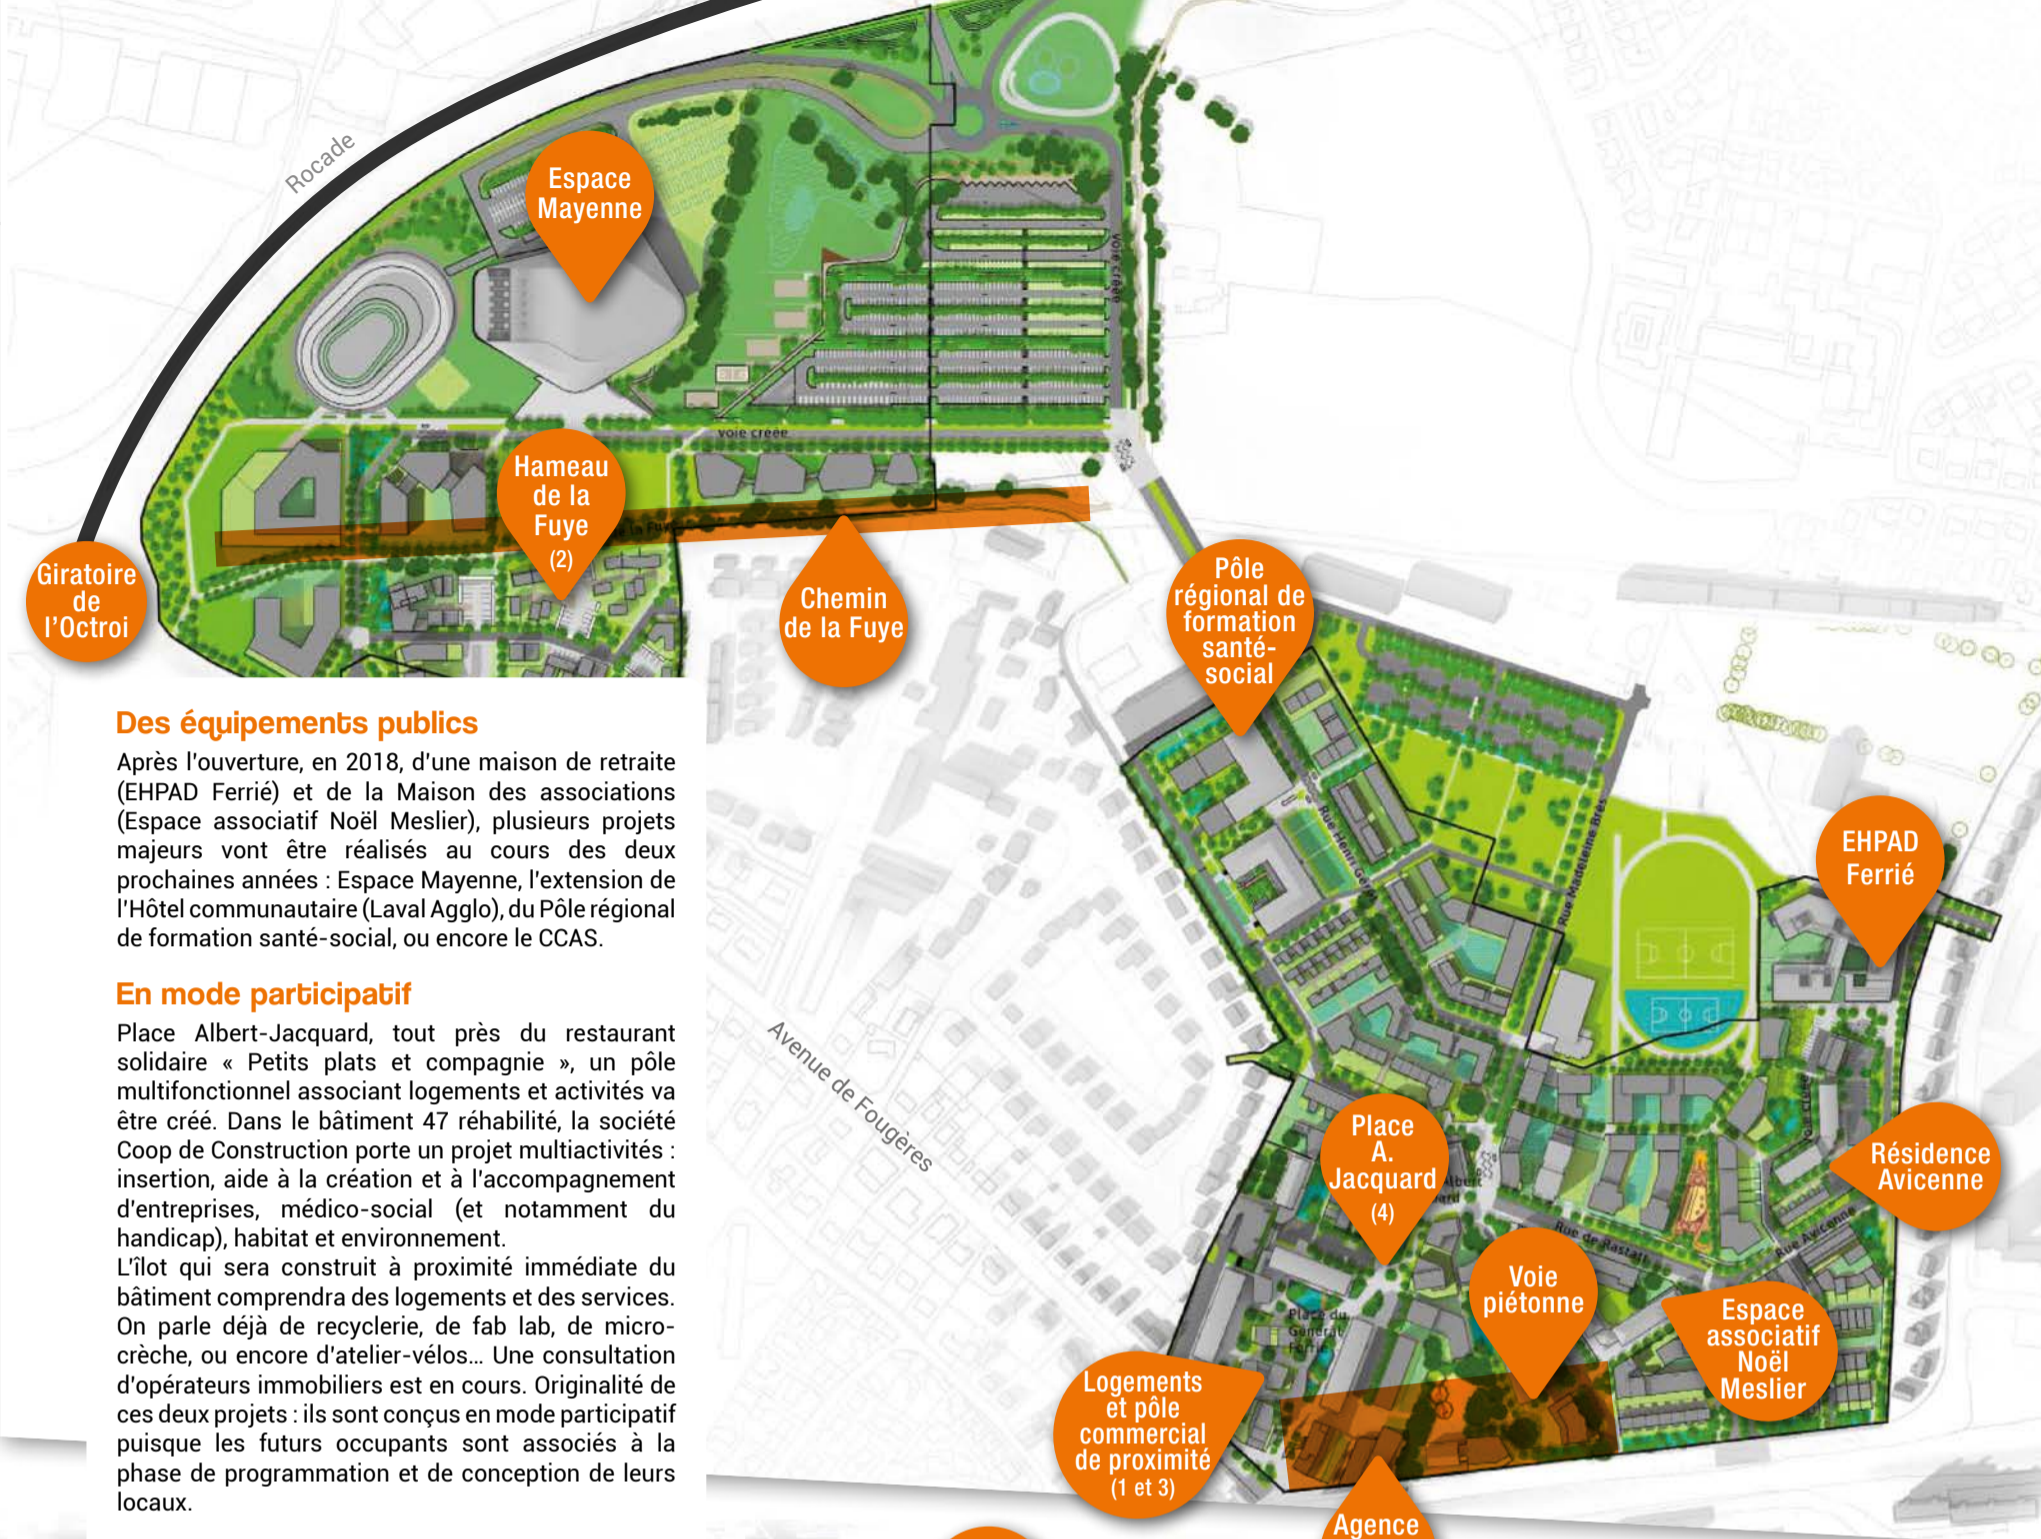 Rocade
Espace
Mayenne
voie créée
voie créée
Hameau
de la
Fuye
(2)
Giratoire
de
l'Octroi
Chemin
de la Fuye
Pôle
régional de
formation
santé-
social
Des équipements publics
Après l'ouverture, en 2018, d'une maison de retraite
(EHPAD Ferrié) et de la Maison des associations
(Espace associatif Noël Meslier), plusieurs projets
majeurs vont être réalisés au cours des deux
prochaines années : Espace Mayenne, l'extension de
l'Hôtel communautaire (Laval Agglo), du Pôle régional
de formation santé-social, ou encore le CCAS.
En mode participatif
Place Albert-Jacquard, tout près du restaurant
solidaire « Petits plats et compagnie », un pôle
multifonctionnel associant logements et activités va
être créé. Dans le bâtiment 47 réhabilité, la société
Coop de Construction porte un projet multiactivités :
insertion, aide à la création et à l'accompagnement
d'entreprises, médico-social (et notamment du
handicap), habitat et environnement.
L'îlot qui sera construit à proximité immédiate du
bâtiment comprendra des logements et des services.
On parle déjà de recyclerie, de fab lab, de micro-
crèche, ou encore d'atelier-vélos... Une consultation
d'opérateurs immobiliers est en cours. Originalité de
ces deux projets : ils sont conçus en mode participatif
puisque les futurs occupants sont associés à la
phase de programmation et de conception de leurs
locaux.
Avenue de Fougères
Rue Henri
Rue Madeleine Brès
EHPAD
Ferrié
Place
A.
Jacquard
(4)
Résidence
Avicenne
Rue de Rastatt
Rue Avicenne
Voie
piétonne
Espace
associatif
Noël
Meslier
Place du
Général
Ferrié
Logements
et pôle
commercial
de proximité
(1 et 3)
Agence